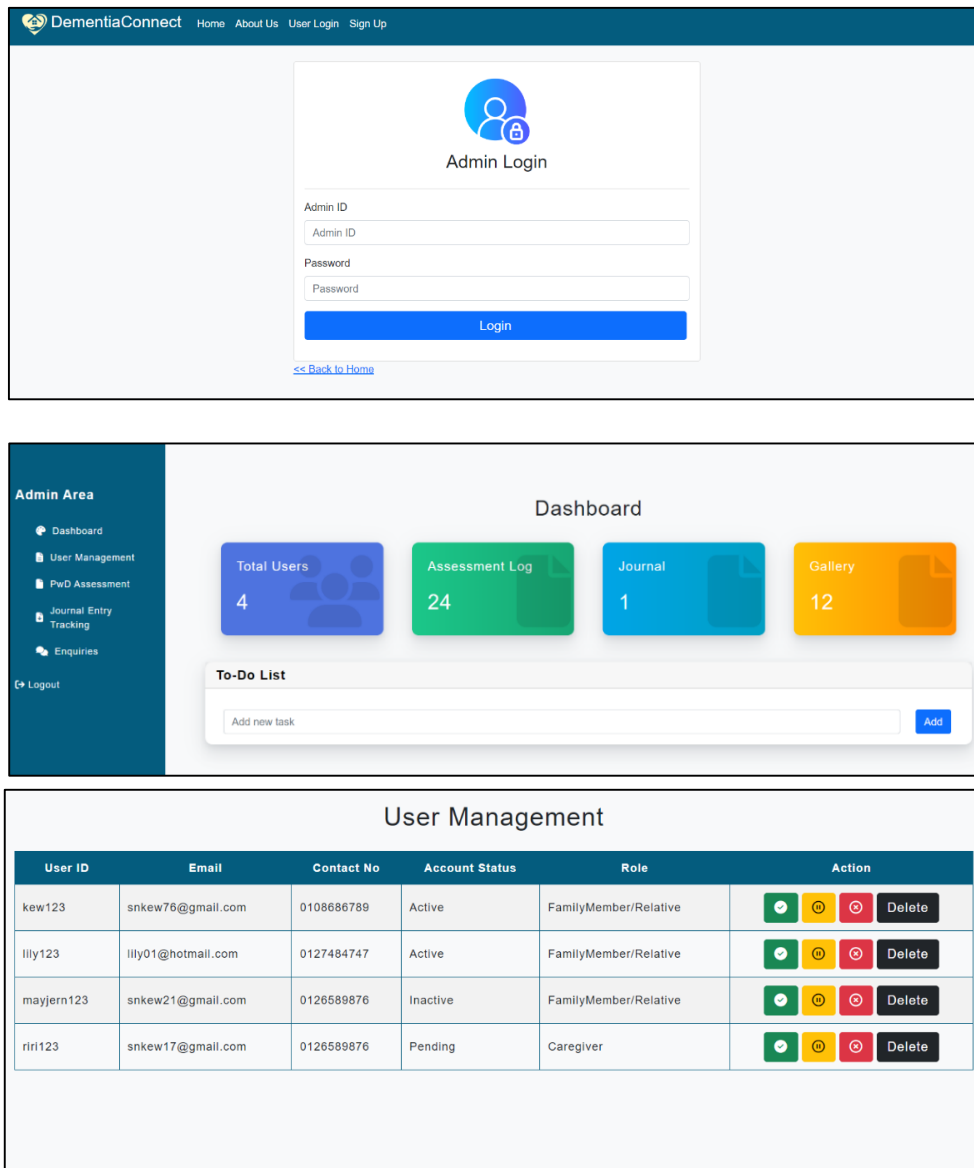 DementiaConnect Home About Us User Login Sign Up
Admin Login
Admin ID
Admin ID
Password
Password
Login
<< Back to Home
Admin Area
Dashboard
User Management
PwD Assessment
Journal Entry
Tracking
Enquiries
Logout
Dashboard
Total Users
4
Assessment Log
24
Journal
1
Gallery
12
To-Do List
Add new task
Add
User Management
User ID Email Contact No Account Status Role Action
kew123 snkew76@gmail.com 0108686789 Active FamilyMember/Relative Delete
lily123 lily01@hotmail.com 0127484747 Active FamilyMember/Relative Delete
mayjern123 snkew21@gmail.com 0126589876 Inactive FamilyMember/Relative Delete
riri123 snkew17@gmail.com 0126589876 Pending Caregiver Delete